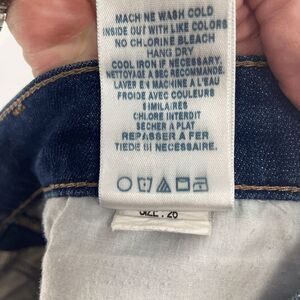 MACHINE WASH COLD
INSIDE OUT WITH LIKE COLORS
NO CHLORINE BLEACH
HANG DRY
COOL IRON IF NECESSARY.
NETTOYAGE A SEC RECOMMANDE.
LAVER EN MACHINE A L'EAU
FROIDE AVEC COULEURS
SIMILAIRES
CHLORE INTERDIT
SECHER A PLAT
REPASSER A FER
TIEDE SI NECESSAIRE.
SIZE: 26